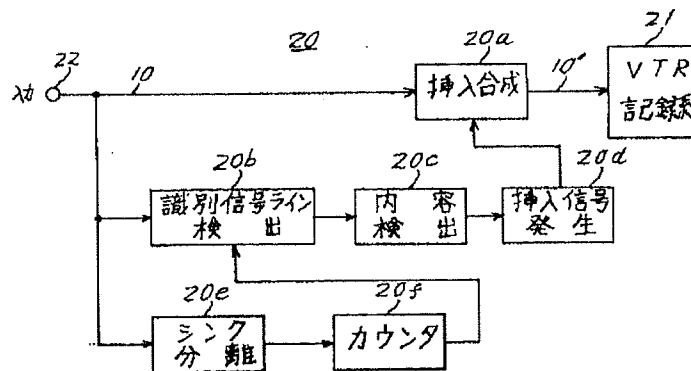 20
20a
21
22
入力
10
挿入合成
10'
VTR
記録系
20b
20c
20d
識別信号ライン
検出
内容
検出
挿入信号
発生
20e
20f
シンク
分離
カウンタ